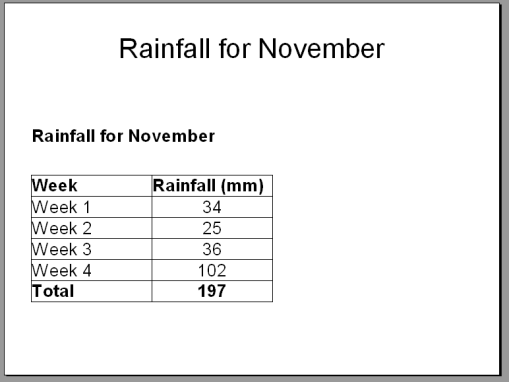 Rainfall for November
Rainfall for November
Week Rainfall (mm)
Week 1 34
Week 2 25
Week 3 36
Week 4 102
Total 197